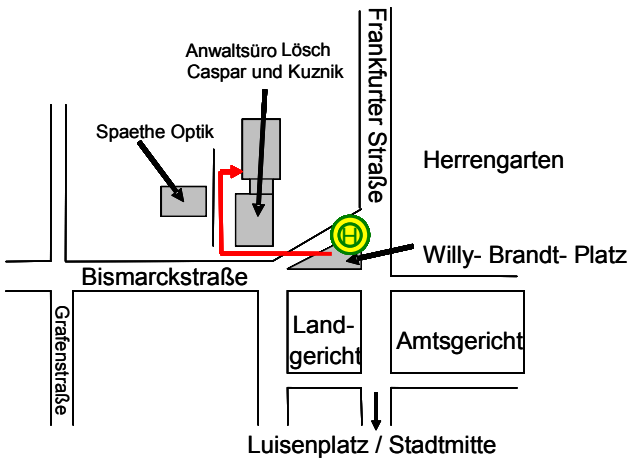 Anwaltsüro Lösch
Caspar und Kuznik
Spaethe Optik
Frankfurter Straße
Herrengarten
H
Willy- Brandt- Platz
Bismarckstraße
Grafenstraße
Land-
gericht
Amtsgericht
Luisenplatz / Stadtmitte